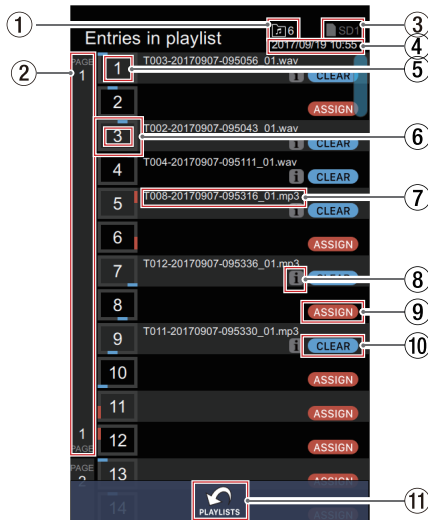 ① ♫6 SD1 ③
Entries in playlist
2017/09/19 10:55 ④
② PAGE
1
1 T003-20170907-095056_01.wav ⑤
CLEAR
2 ASSIGN
3 T002-20170907-095043_01.wav ⑥
CLEAR
4 T004-20170907-095111_01.wav
CLEAR
5 T008-20170907-095316_01.mp3 ⑦
CLEAR
6 ASSIGN
7 T012-20170907-095336_01.mp3
i CLEAR ⑧
8 ASSIGN ⑨
9 T011-20170907-095330_01.mp3
i CLEAR ⑩
10 ASSIGN
11 ASSIGN
1
PAGE
12 ASSIGN
PAGE
2
13 ASSIGN
14
PLAYLISTS ⑪